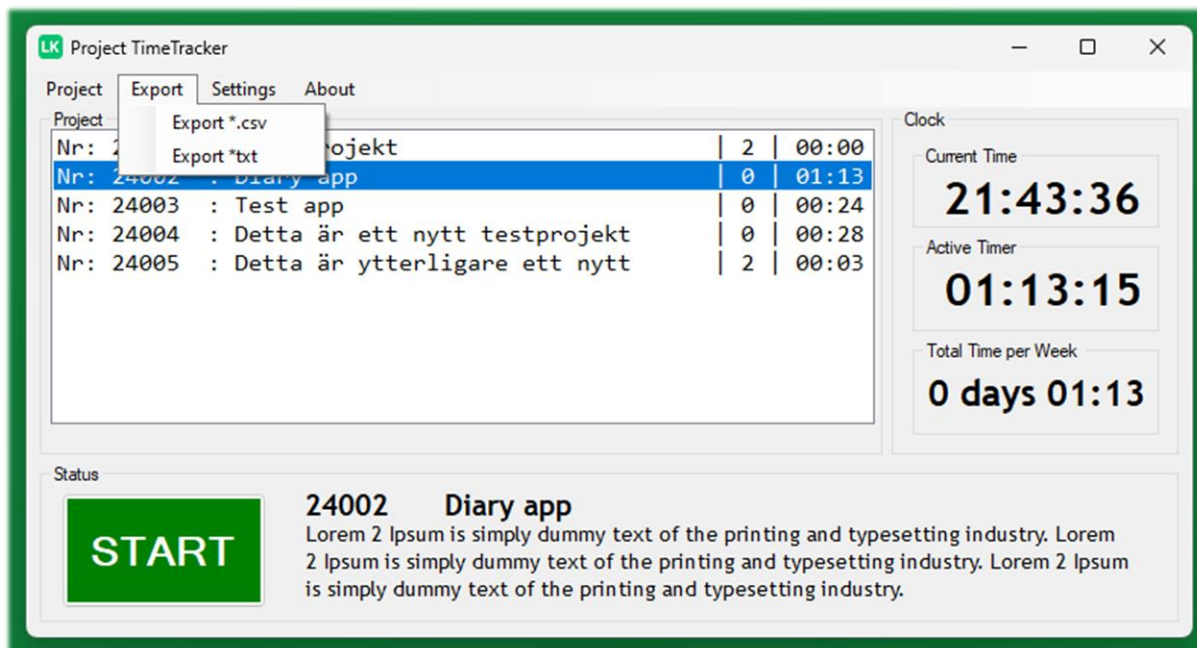 LK Project TimeTracker
Project Export Settings About
Export *.csv
Export *txt
Project
Nr: 2 ojekt | 2 | 00:00
Nr: 24002 : Diary app | 0 | 01:13
Nr: 24003 : Test app | 0 | 00:24
Nr: 24004 : Detta är ett nytt testprojekt | 0 | 00:28
Nr: 24005 : Detta är ytterligare ett nytt | 2 | 00:03
Clock
Current Time
21:43:36
Active Timer
01:13:15
Total Time per Week
0 days 01:13
Status
START
24002 Diary app
Lorem 2 Ipsum is simply dummy text of the printing and typesetting industry. Lorem
2 Ipsum is simply dummy text of the printing and typesetting industry. Lorem 2 Ipsum
is simply dummy text of the printing and typesetting industry.